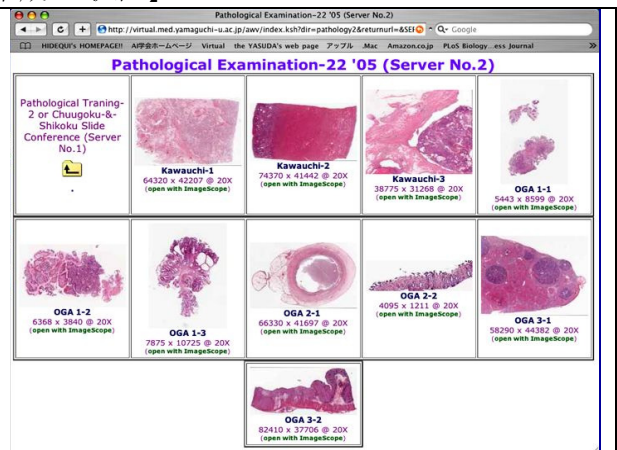 Pathological Examination-22 '05 (Server No.2)
http://virtual.med.yamaguchi-u.ac.jp/awv/index.ksh?dir=pathology2&returnurl=&SEF
Google
HIDEQUI's HOMEPAGE!!
AI学会ホームページ
Virtual
the YASUDA's web page
アップル
.Mac
Amazon.co.jp
PLoS Biology...ess Journal
Pathological Examination-22 '05 (Server No.2)
Pathological Traning-
2 or Chuugoku-&-
Shikoku Slide
Conference (Server
No.1)
Kawauchi-1
64320 x 42207 @ 20X
(open with ImageScope)
Kawauchi-2
74370 x 41442 @ 20X
(open with ImageScope)
Kawauchi-3
38775 x 31268 @ 20X
(open with ImageScope)
OGA 1-1
5443 x 8599 @ 20X
(open with ImageScope)
OGA 1-2
6368 x 3840 @ 20X
(open with ImageScope)
OGA 1-3
7875 x 10725 @ 20X
(open with ImageScope)
OGA 2-1
66330 x 41697 @ 20X
(open with ImageScope)
OGA 2-2
4095 x 1211 @ 20X
(open with ImageScope)
OGA 3-1
58290 x 44382 @ 20X
(open with ImageScope)
OGA 3-2
82410 x 37706 @ 20X
(open with ImageScope)